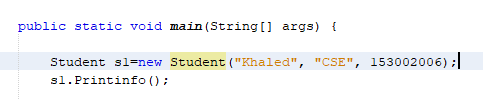 public static void main(String[] args) {
Student s1=new Student("Khaled", "CSE", 153002006);
s1.Printinfo();